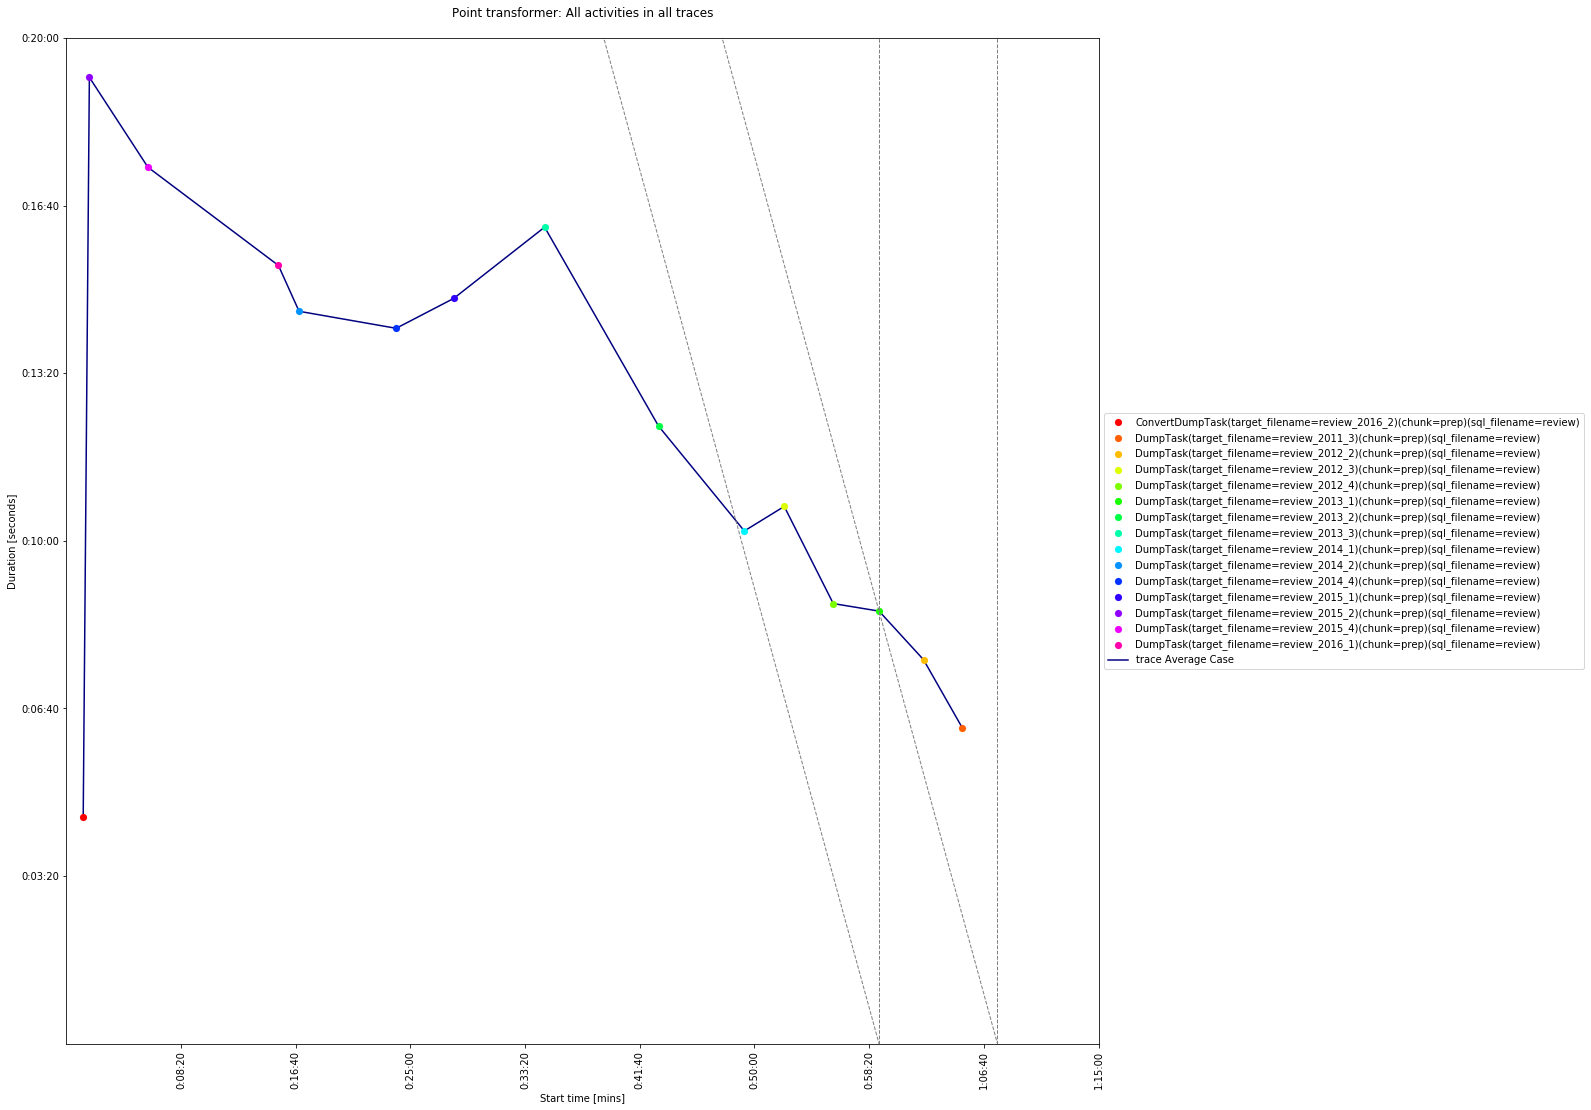 Point transformer: All activities in all traces
0:20:00
0:16:40
0:13:20
0:10:00
0:06:40
0:03:20
Duration [seconds]
0:08:20
0:16:40
0:25:00
0:33:20
0:41:40
0:50:00
0:58:20
1:06:40
1:15:00
Start time [mins]
ConvertDumpTask(target_filename=review_2016_2)(chunk=prep)(sql_filename=review)
DumpTask(target_filename=review_2011_3)(chunk=prep)(sql_filename=review)
DumpTask(target_filename=review_2012_2)(chunk=prep)(sql_filename=review)
DumpTask(target_filename=review_2012_3)(chunk=prep)(sql_filename=review)
DumpTask(target_filename=review_2012_4)(chunk=prep)(sql_filename=review)
DumpTask(target_filename=review_2013_1)(chunk=prep)(sql_filename=review)
DumpTask(target_filename=review_2013_2)(chunk=prep)(sql_filename=review)
DumpTask(target_filename=review_2013_3)(chunk=prep)(sql_filename=review)
DumpTask(target_filename=review_2014_1)(chunk=prep)(sql_filename=review)
DumpTask(target_filename=review_2014_2)(chunk=prep)(sql_filename=review)
DumpTask(target_filename=review_2014_4)(chunk=prep)(sql_filename=review)
DumpTask(target_filename=review_2015_1)(chunk=prep)(sql_filename=review)
DumpTask(target_filename=review_2015_2)(chunk=prep)(sql_filename=review)
DumpTask(target_filename=review_2015_4)(chunk=prep)(sql_filename=review)
DumpTask(target_filename=review_2016_1)(chunk=prep)(sql_filename=review)
trace Average Case